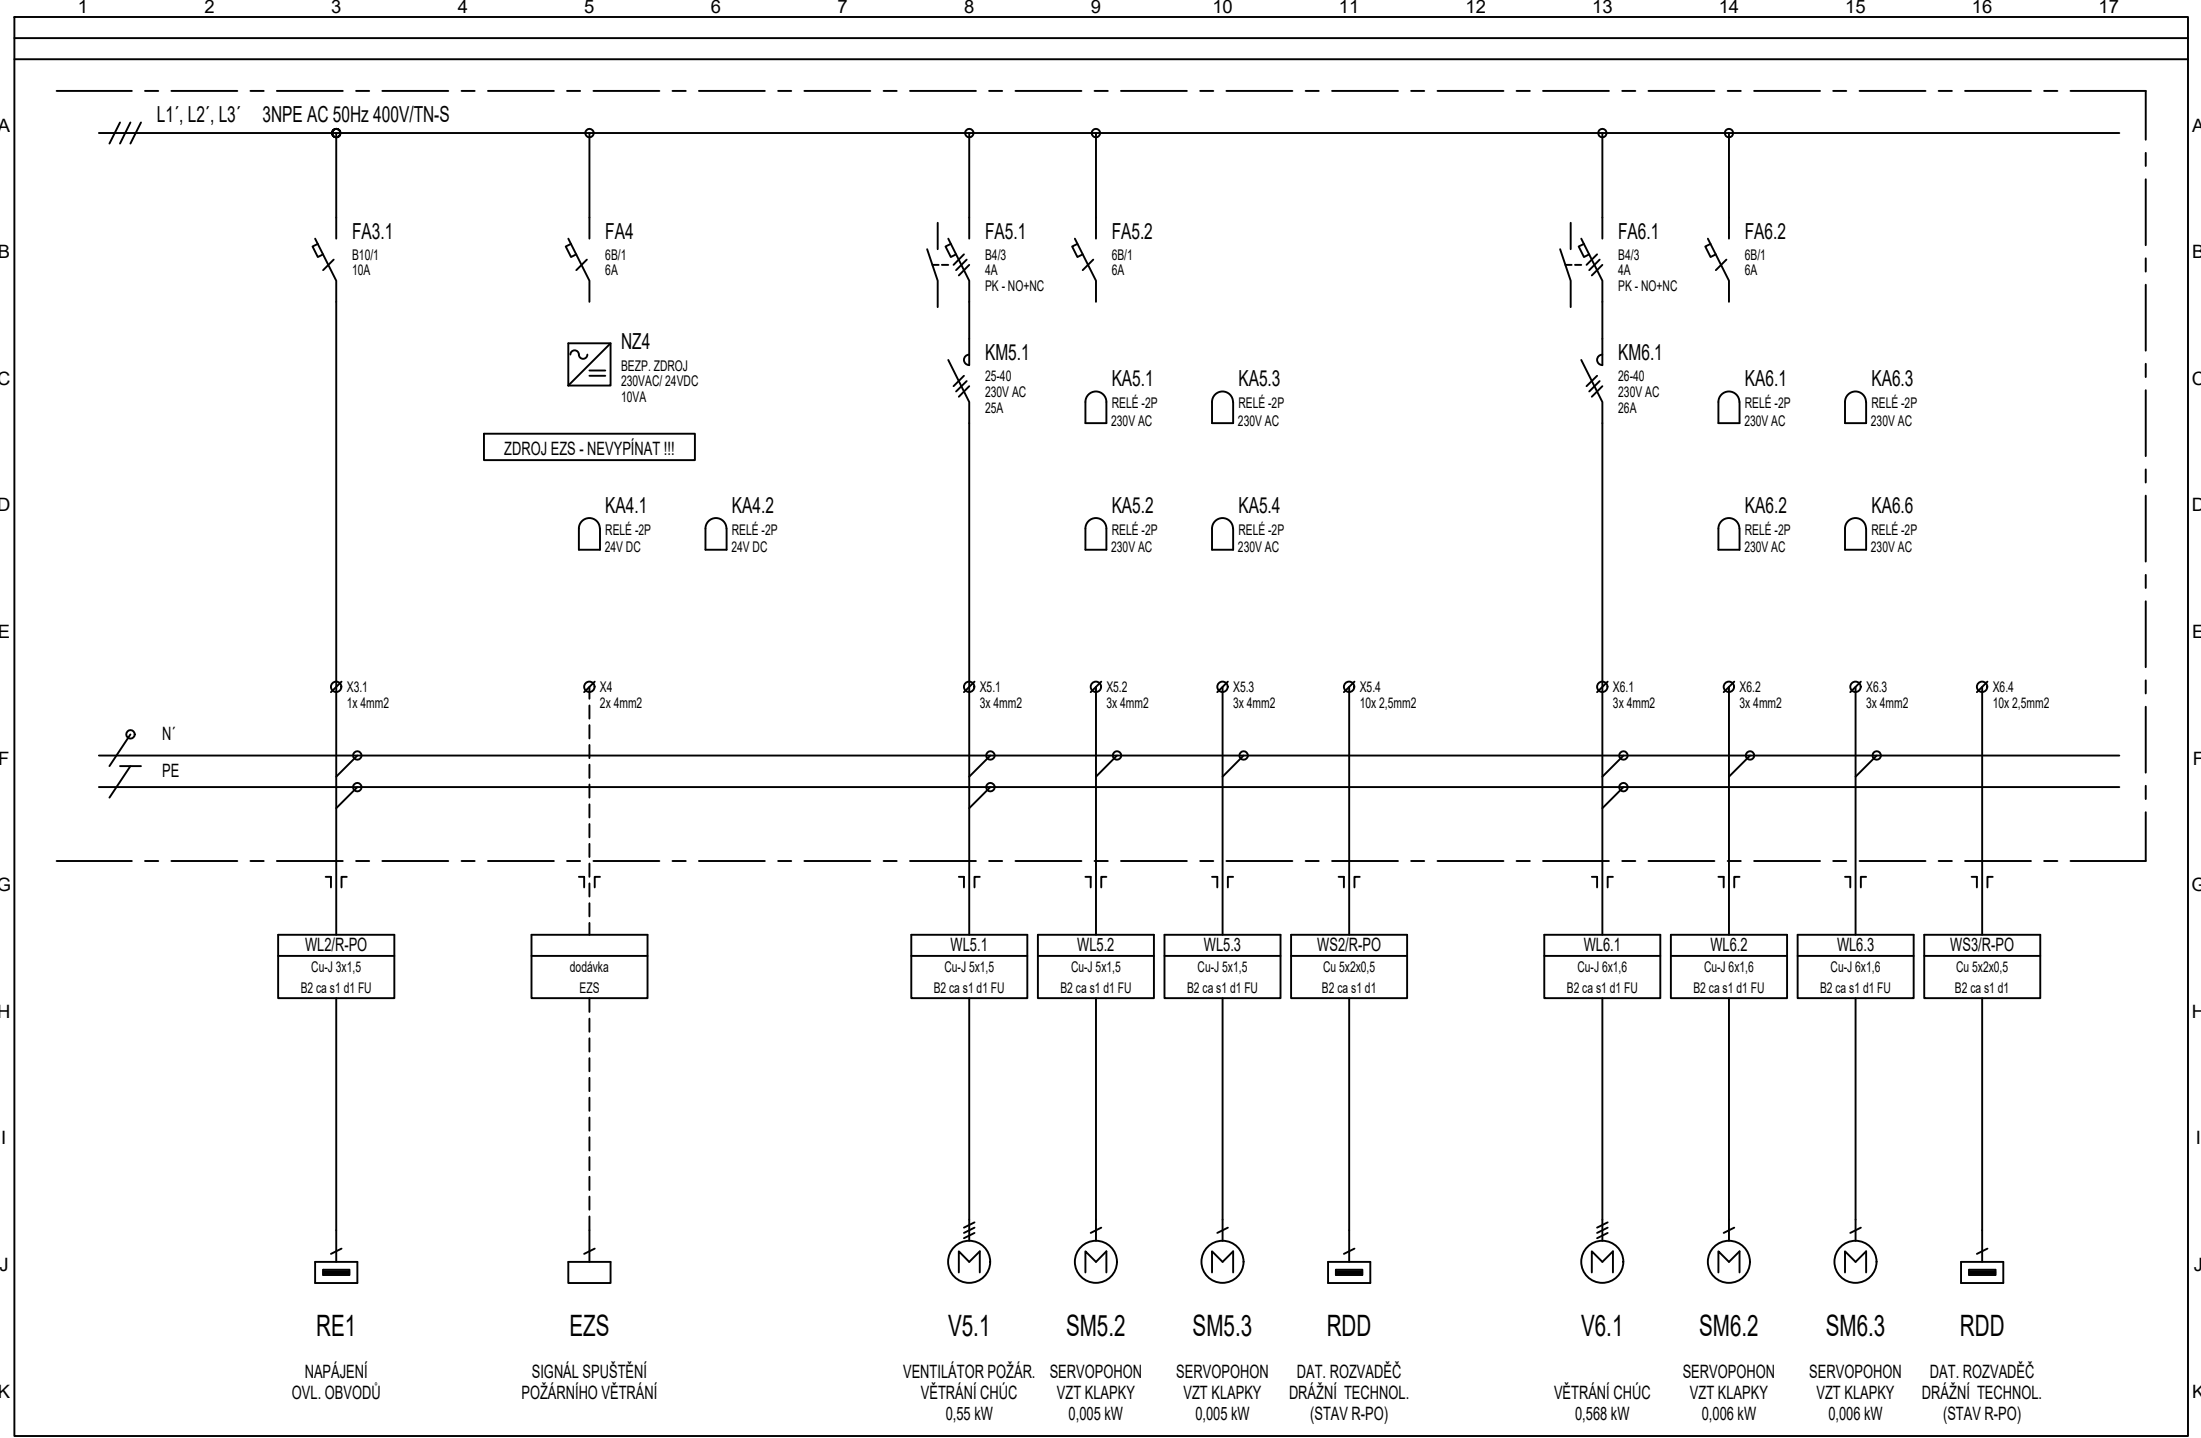 1 2 3 4 5 6 7 8 9 10 11 12 13 14 15 16 17
A A
L1´, L2´, L3´ 3NPE AC 50Hz 400V/TN-S
B B
FA3.1
B10/1
10A
FA4
6B/1
6A
FA5.1
B4/3
4A
PK - NO+NC
FA5.2
6B/1
6A
FA6.1
B4/3
4A
PK - NO+NC
FA6.2
6B/1
6A
C C
NZ4
BEZP. ZDROJ
230VAC/ 24VDC
10VA
KM5.1
25-40
230V AC
25A
KA5.1
RELÉ -2P
230V AC
KA5.3
RELÉ -2P
230V AC
KM6.1
26-40
230V AC
26A
KA6.1
RELÉ -2P
230V AC
KA6.3
RELÉ -2P
230V AC
ZDROJ EZS - NEVYPÍNAT !!!
D D
KA4.1
RELÉ -2P
24V DC
KA4.2
RELÉ -2P
24V DC
KA5.2
RELÉ -2P
230V AC
KA5.4
RELÉ -2P
230V AC
KA6.2
RELÉ -2P
230V AC
KA6.6
RELÉ -2P
230V AC
E E
X3.1
1x 4mm2
X4
2x 4mm2
X5.1
3x 4mm2
X5.2
3x 4mm2
X5.3
3x 4mm2
X5.4
10x 2,5mm2
X6.1
3x 4mm2
X6.2
3x 4mm2
X6.3
3x 4mm2
X6.4
10x 2,5mm2
N´
F F
PE
G G
WL2/R-PO
Cu-J 3x1,5
B2 ca s1 d1 FU
dodávka
EZS
WL5.1
Cu-J 5x1,5
B2 ca s1 d1 FU
WL5.2
Cu-J 5x1,5
B2 ca s1 d1 FU
WL5.3
Cu-J 5x1,5
B2 ca s1 d1 FU
WS2/R-PO
Cu 5x2x0,5
B2 ca s1 d1
WL6.1
Cu-J 6x1,6
B2 ca s1 d1 FU
WL6.2
Cu-J 6x1,6
B2 ca s1 d1 FU
WL6.3
Cu-J 6x1,6
B2 ca s1 d1 FU
WS3/R-PO
Cu 5x2x0,5
B2 ca s1 d1
H H
I I
J J
M M M M M M
RE1
NAPÁJENÍ
OVL. OBVODŮ
EZS
SIGNÁL SPUŠTĚNÍ
POŽÁRNÍHO VĚTRÁNÍ
V5.1
VENTILÁTOR POŽÁR.
VĚTRÁNÍ CHÚC
0,55 kW
SM5.2
SERVOPOHON
VZT KLAPKY
0,005 kW
SM5.3
SERVOPOHON
VZT KLAPKY
0,005 kW
RDD
DAT. ROZVADĚČ
DRÁŽNÍ TECHNOL.
(STAV R-PO)
V6.1
VĚTRÁNÍ CHÚC
0,568 kW
SM6.2
SERVOPOHON
VZT KLAPKY
0,006 kW
SM6.3
SERVOPOHON
VZT KLAPKY
0,006 kW
RDD
DAT. ROZVADĚČ
DRÁŽNÍ TECHNOL.
(STAV R-PO)
K K